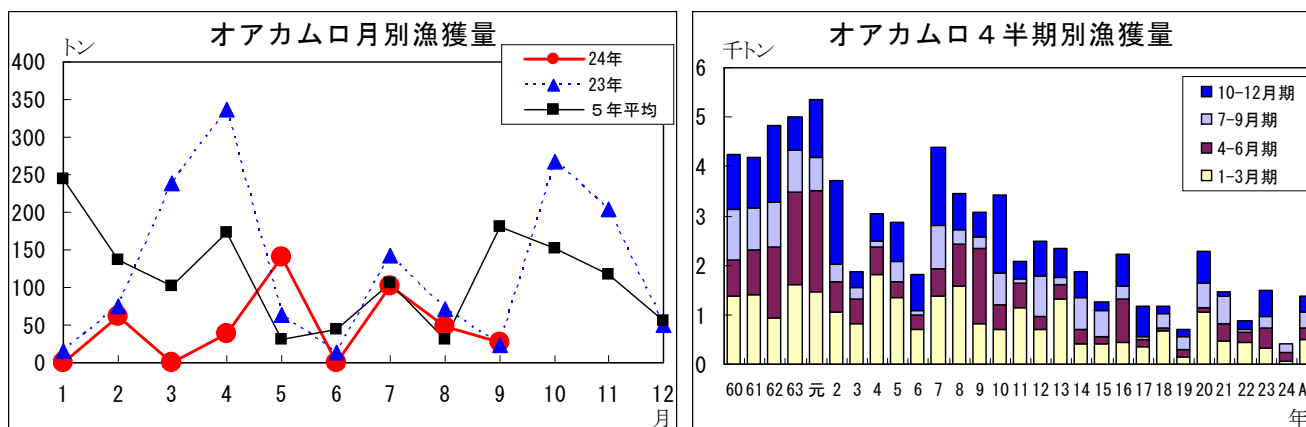 オアカムロ月別漁獲量
トン
400
350
300
250
200
150
100
50
0
24年
23年
５年平均
1 2 3 4 5 6 7 8 9 10 11 12
月
オアカムロ４半期別漁獲量
千トン
6
5
4
3
2
1
0
10-12月期
7-9月期
4-6月期
1-3月期
60 61 62 63 元 2 3 4 5 6 7 8 9 10 11 12 13 14 15 16 17 18 19 20 21 22 23 24 A
年